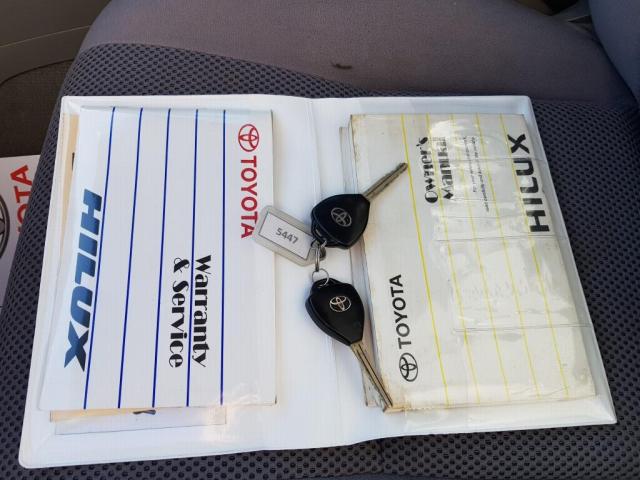 TOYOTA
HILUX
Warranty
& Service
5447
Owner's
Manual
HILUX
TOYOTA
TOYOTA